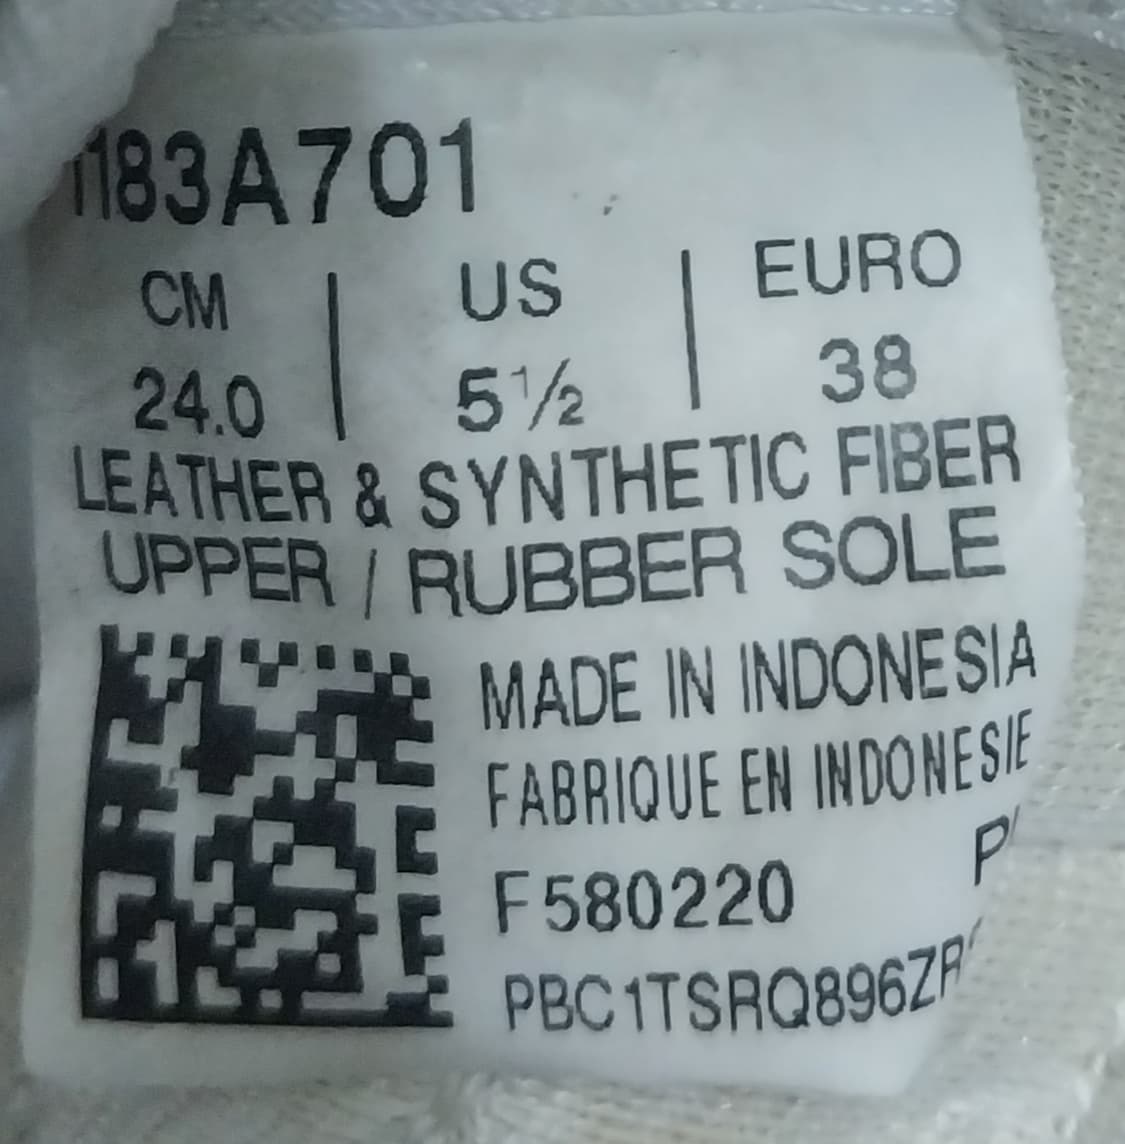 1183A701
CM | US | EURO
24.0 | 5½ | 38
LEATHER & SYNTHETIC FIBER
UPPER / RUBBER SOLE
MADE IN INDONESIA
FABRIQUE EN INDONESIE
F580220